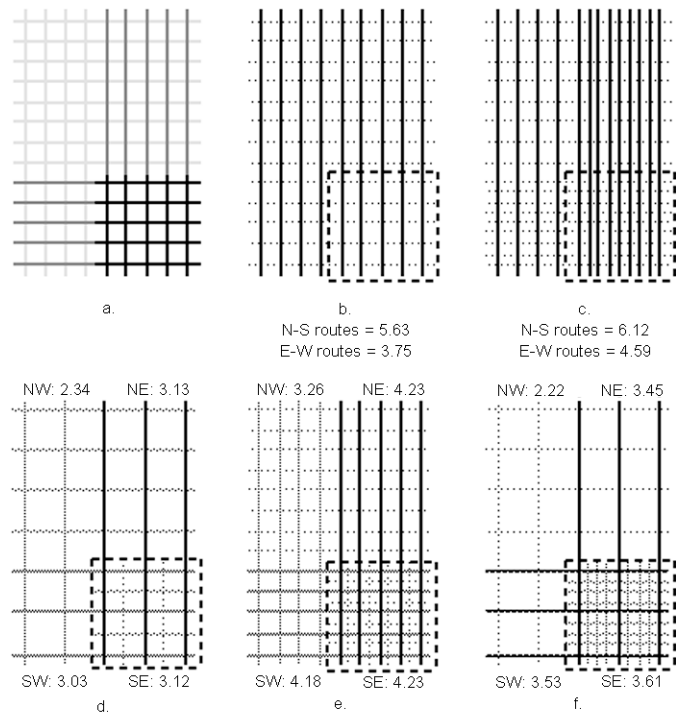 a.
b.
c.
N-S routes = 5.63
E-W routes = 3.75
N-S routes = 6.12
E-W routes = 4.59
NW: 2.34
NE: 3.13
NW: 3.26
NE: 4.23
NW: 2.22
NE: 3.45
SW: 3.03
SE: 3.12
SW: 4.18
SE: 4.23
SW: 3.53
SE: 3.61
d.
e.
f.